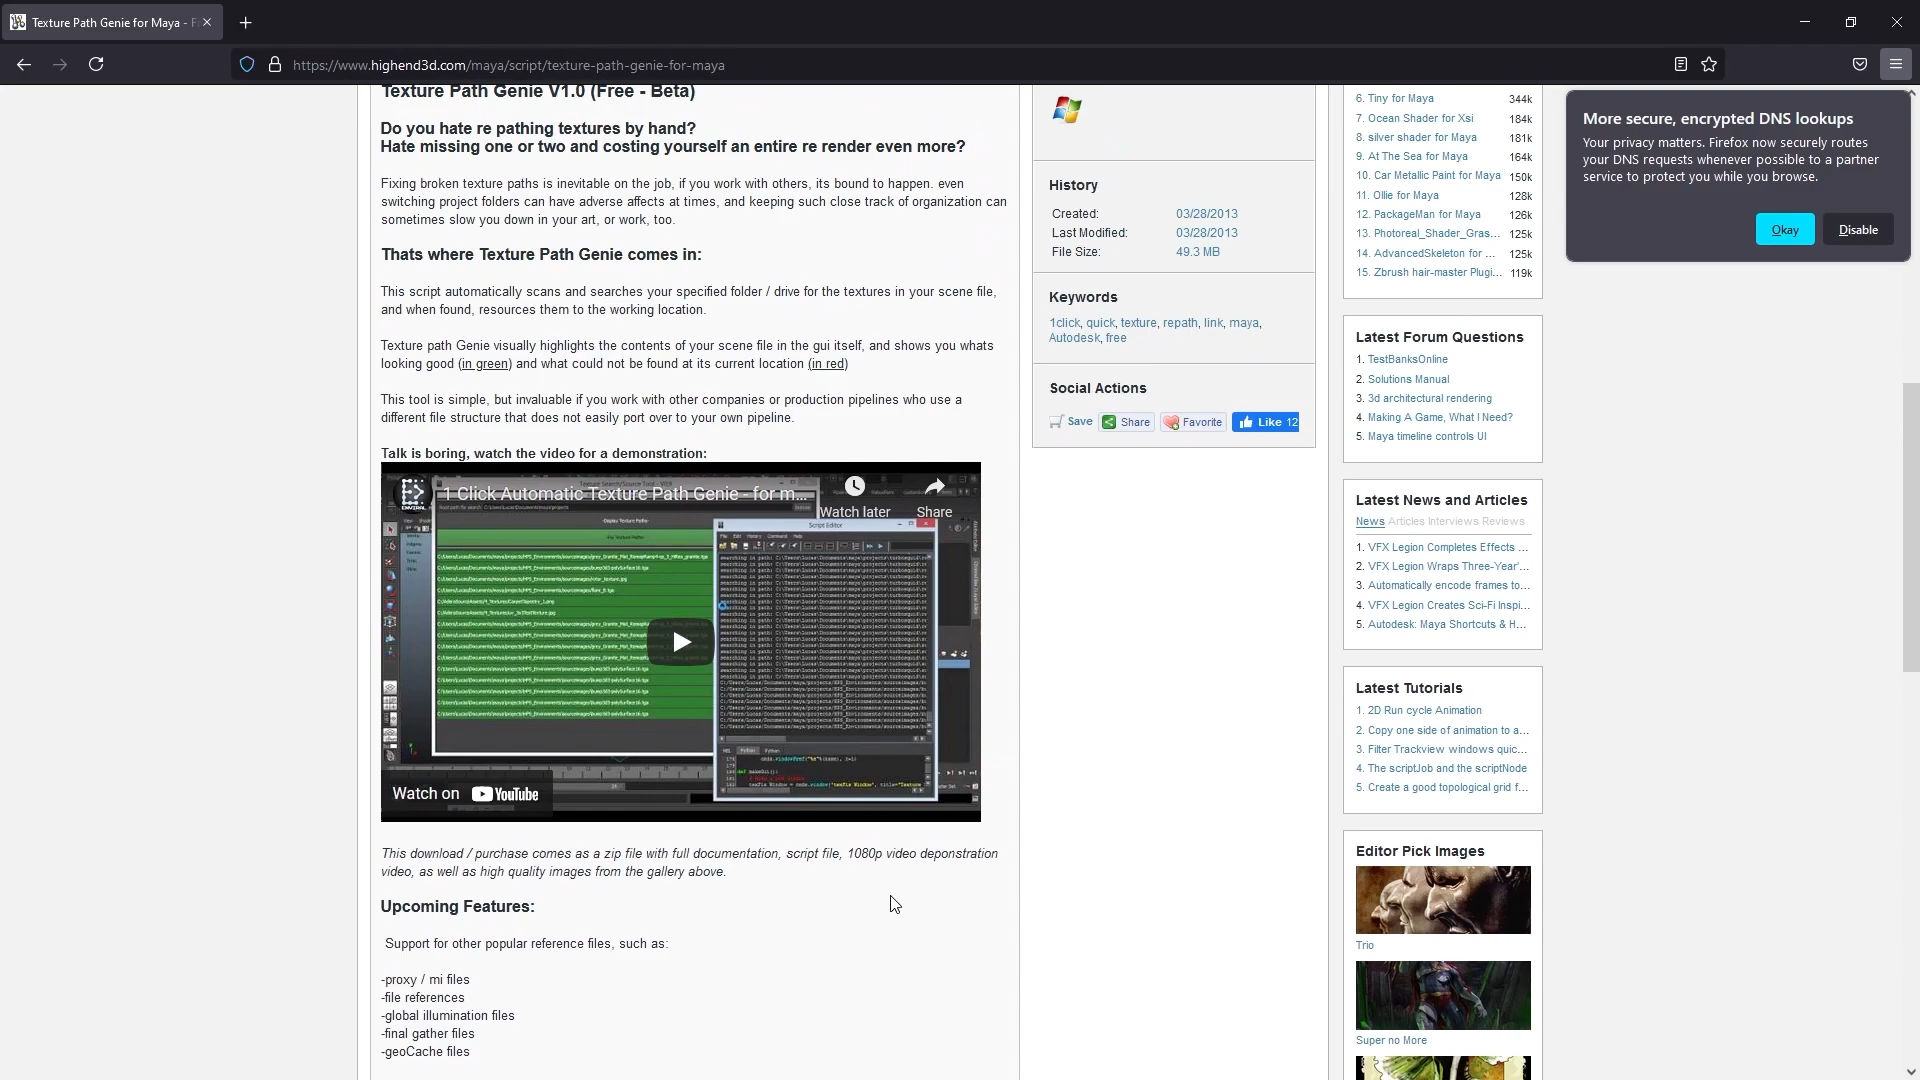 Texture Path Genie for Maya - F
https://www.highend3d.com/maya/script/texture-path-genie-for-maya
Texture Path Genie V1.0 (Free - Beta)
Do you hate re pathing textures by hand?
Hate missing one or two and costing yourself an entire re render even more?
Fixing broken texture paths is inevitable on the job, if you work with others, its bound to happen. even
switching project folders can have adverse affects at times, and keeping such close track of organization can
sometimes slow you down in your art, or work, too.
Thats where Texture Path Genie comes in:
This script automatically scans and searches your specified folder / drive for the textures in your scene file,
and when found, resources them to the working location.
Texture path Genie visually highlights the contents of your scene file in the gui itself, and shows you whats
looking good (in green) and what could not be found at its current location (in red)
This tool is simple, but invaluable if you work with other companies or production pipelines who use a
different file structure that does not easily port over to your own pipeline.
Talk is boring, watch the video for a demonstration:
1 Click Automatic Texture Path Genie - for m...
Watch later
Share
Script Editor
Watch on YouTube
This download / purchase comes as a zip file with full documentation, script file, 1080p video deponstration
video, as well as high quality images from the gallery above.
Upcoming Features:
Support for other popular reference files, such as:
-proxy / mi files
-file references
-global illumination files
-final gather files
-geoCache files
History
Created: 03/28/2013
Last Modified: 03/28/2013
File Size: 49.3 MB
Keywords
1click, quick, texture, repath, link, maya,
Autodesk, free
Social Actions
Save Share Favorite Like 12
6. Tiny for Maya 344k
7. Ocean Shader for Xsi 184k
8. silver shader for Maya 181k
9. At The Sea for Maya 164k
10. Car Metallic Paint for Maya 150k
11. Ollie for Maya 128k
12. PackageMan for Maya 126k
13. Photoreal_Shader_Gras... 125k
14. AdvancedSkeleton for ... 125k
15. Zbrush hair-master Plugi... 119k
Latest Forum Questions
1. TestBanksOnline
2. Solutions Manual
3. 3d architectural rendering
4. Making A Game, What I Need?
5. Maya timeline controls UI
Latest News and Articles
News Articles Interviews Reviews
1. VFX Legion Completes Effects ...
2. VFX Legion Wraps Three-Year'...
3. Automatically encode frames to...
4. VFX Legion Creates Sci-Fi Inspi...
5. Autodesk: Maya Shortcuts & H...
Latest Tutorials
1. 2D Run cycle Animation
2. Copy one side of animation to a...
3. Filter Trackview windows quic...
4. The scriptJob and the scriptNode
5. Create a good topological grid f...
Editor Pick Images
Trio
Super no More
More secure, encrypted DNS lookups
Your privacy matters. Firefox now securely routes
your DNS requests whenever possible to a partner
service to protect you while you browse.
Okay
Disable